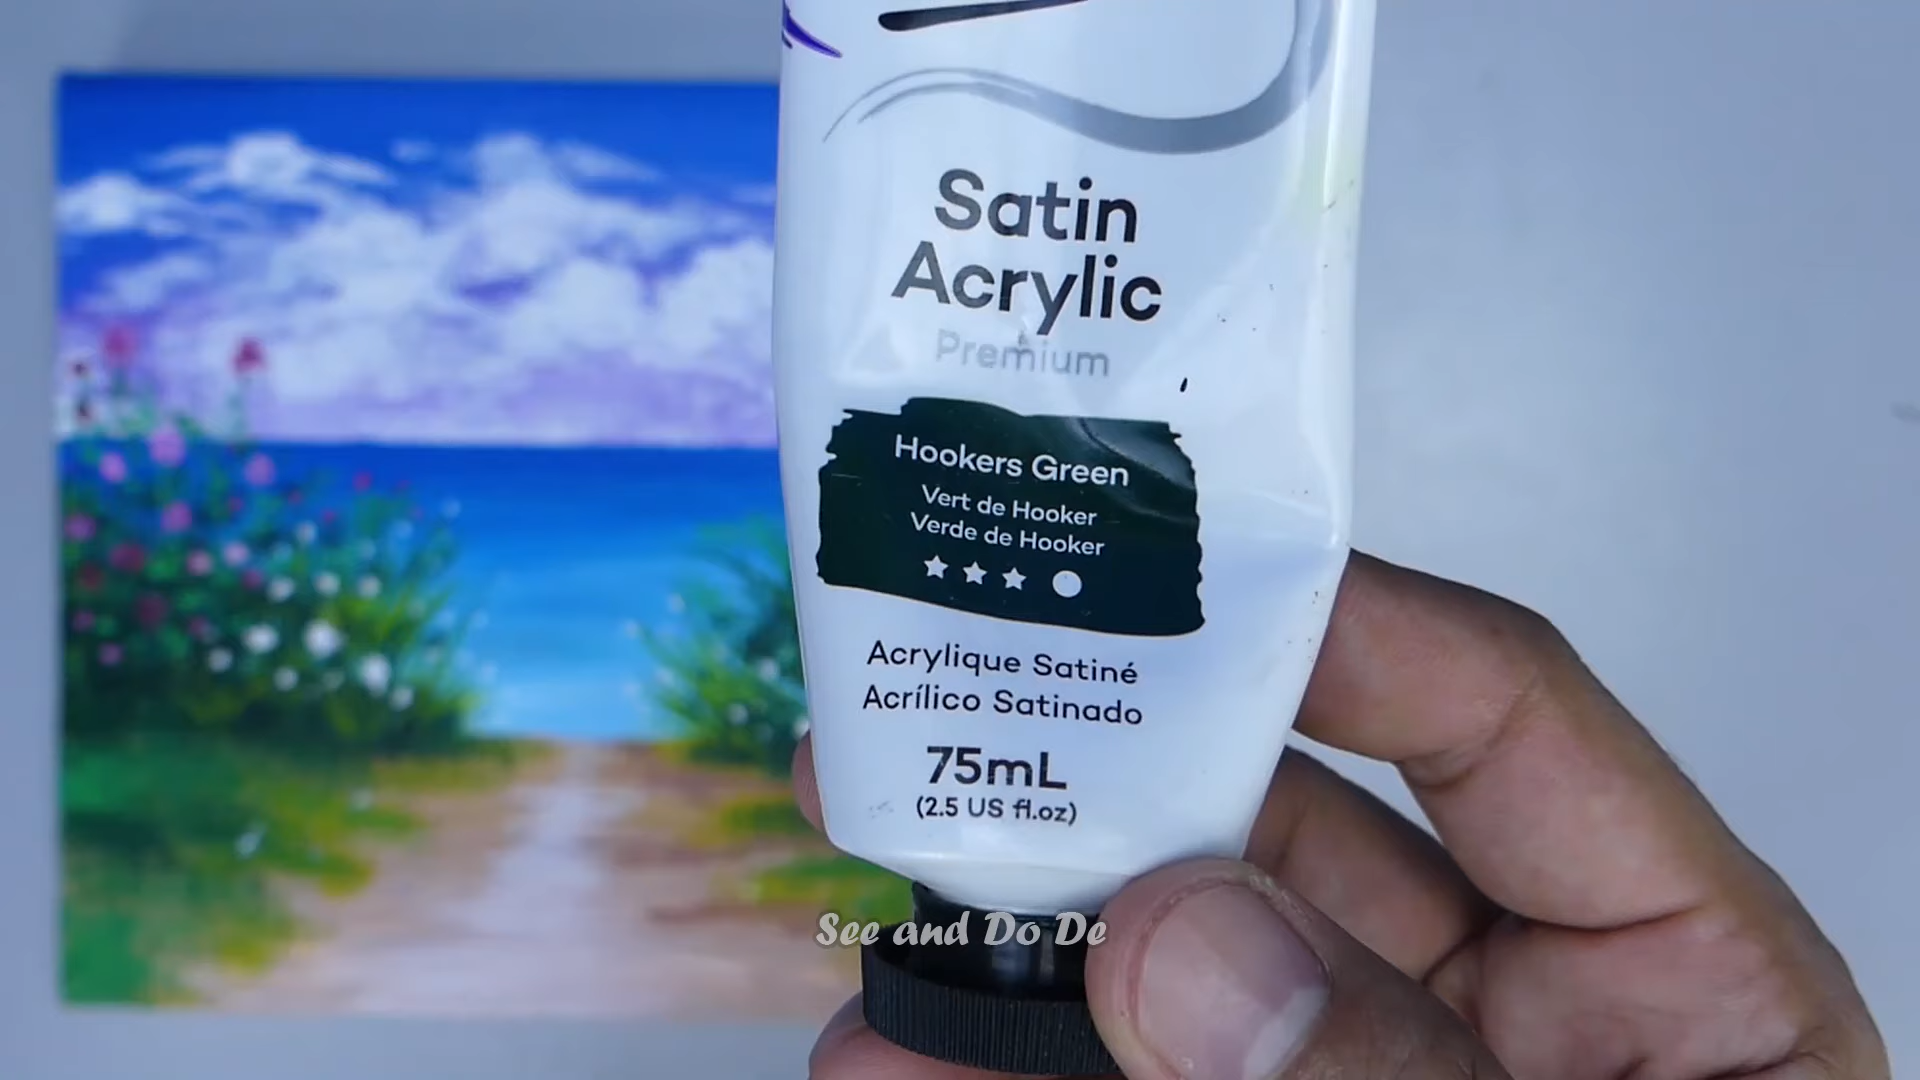 Satin
Acrylic
Premium
Hookers Green
Vert de Hooker
Verde de Hooker
Acrylique Satiné
Acrílico Satinado
75mL
(2.5 US fl.oz)
See and Do De